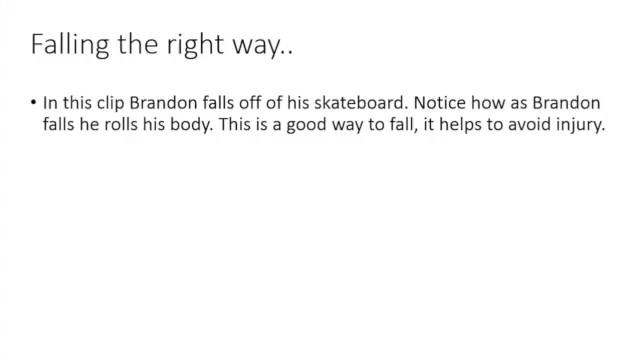 Falling the right way..
• In this clip Brandon falls off of his skateboard. Notice how as Brandon
falls he rolls his body. This is a good way to fall, it helps to avoid injury.